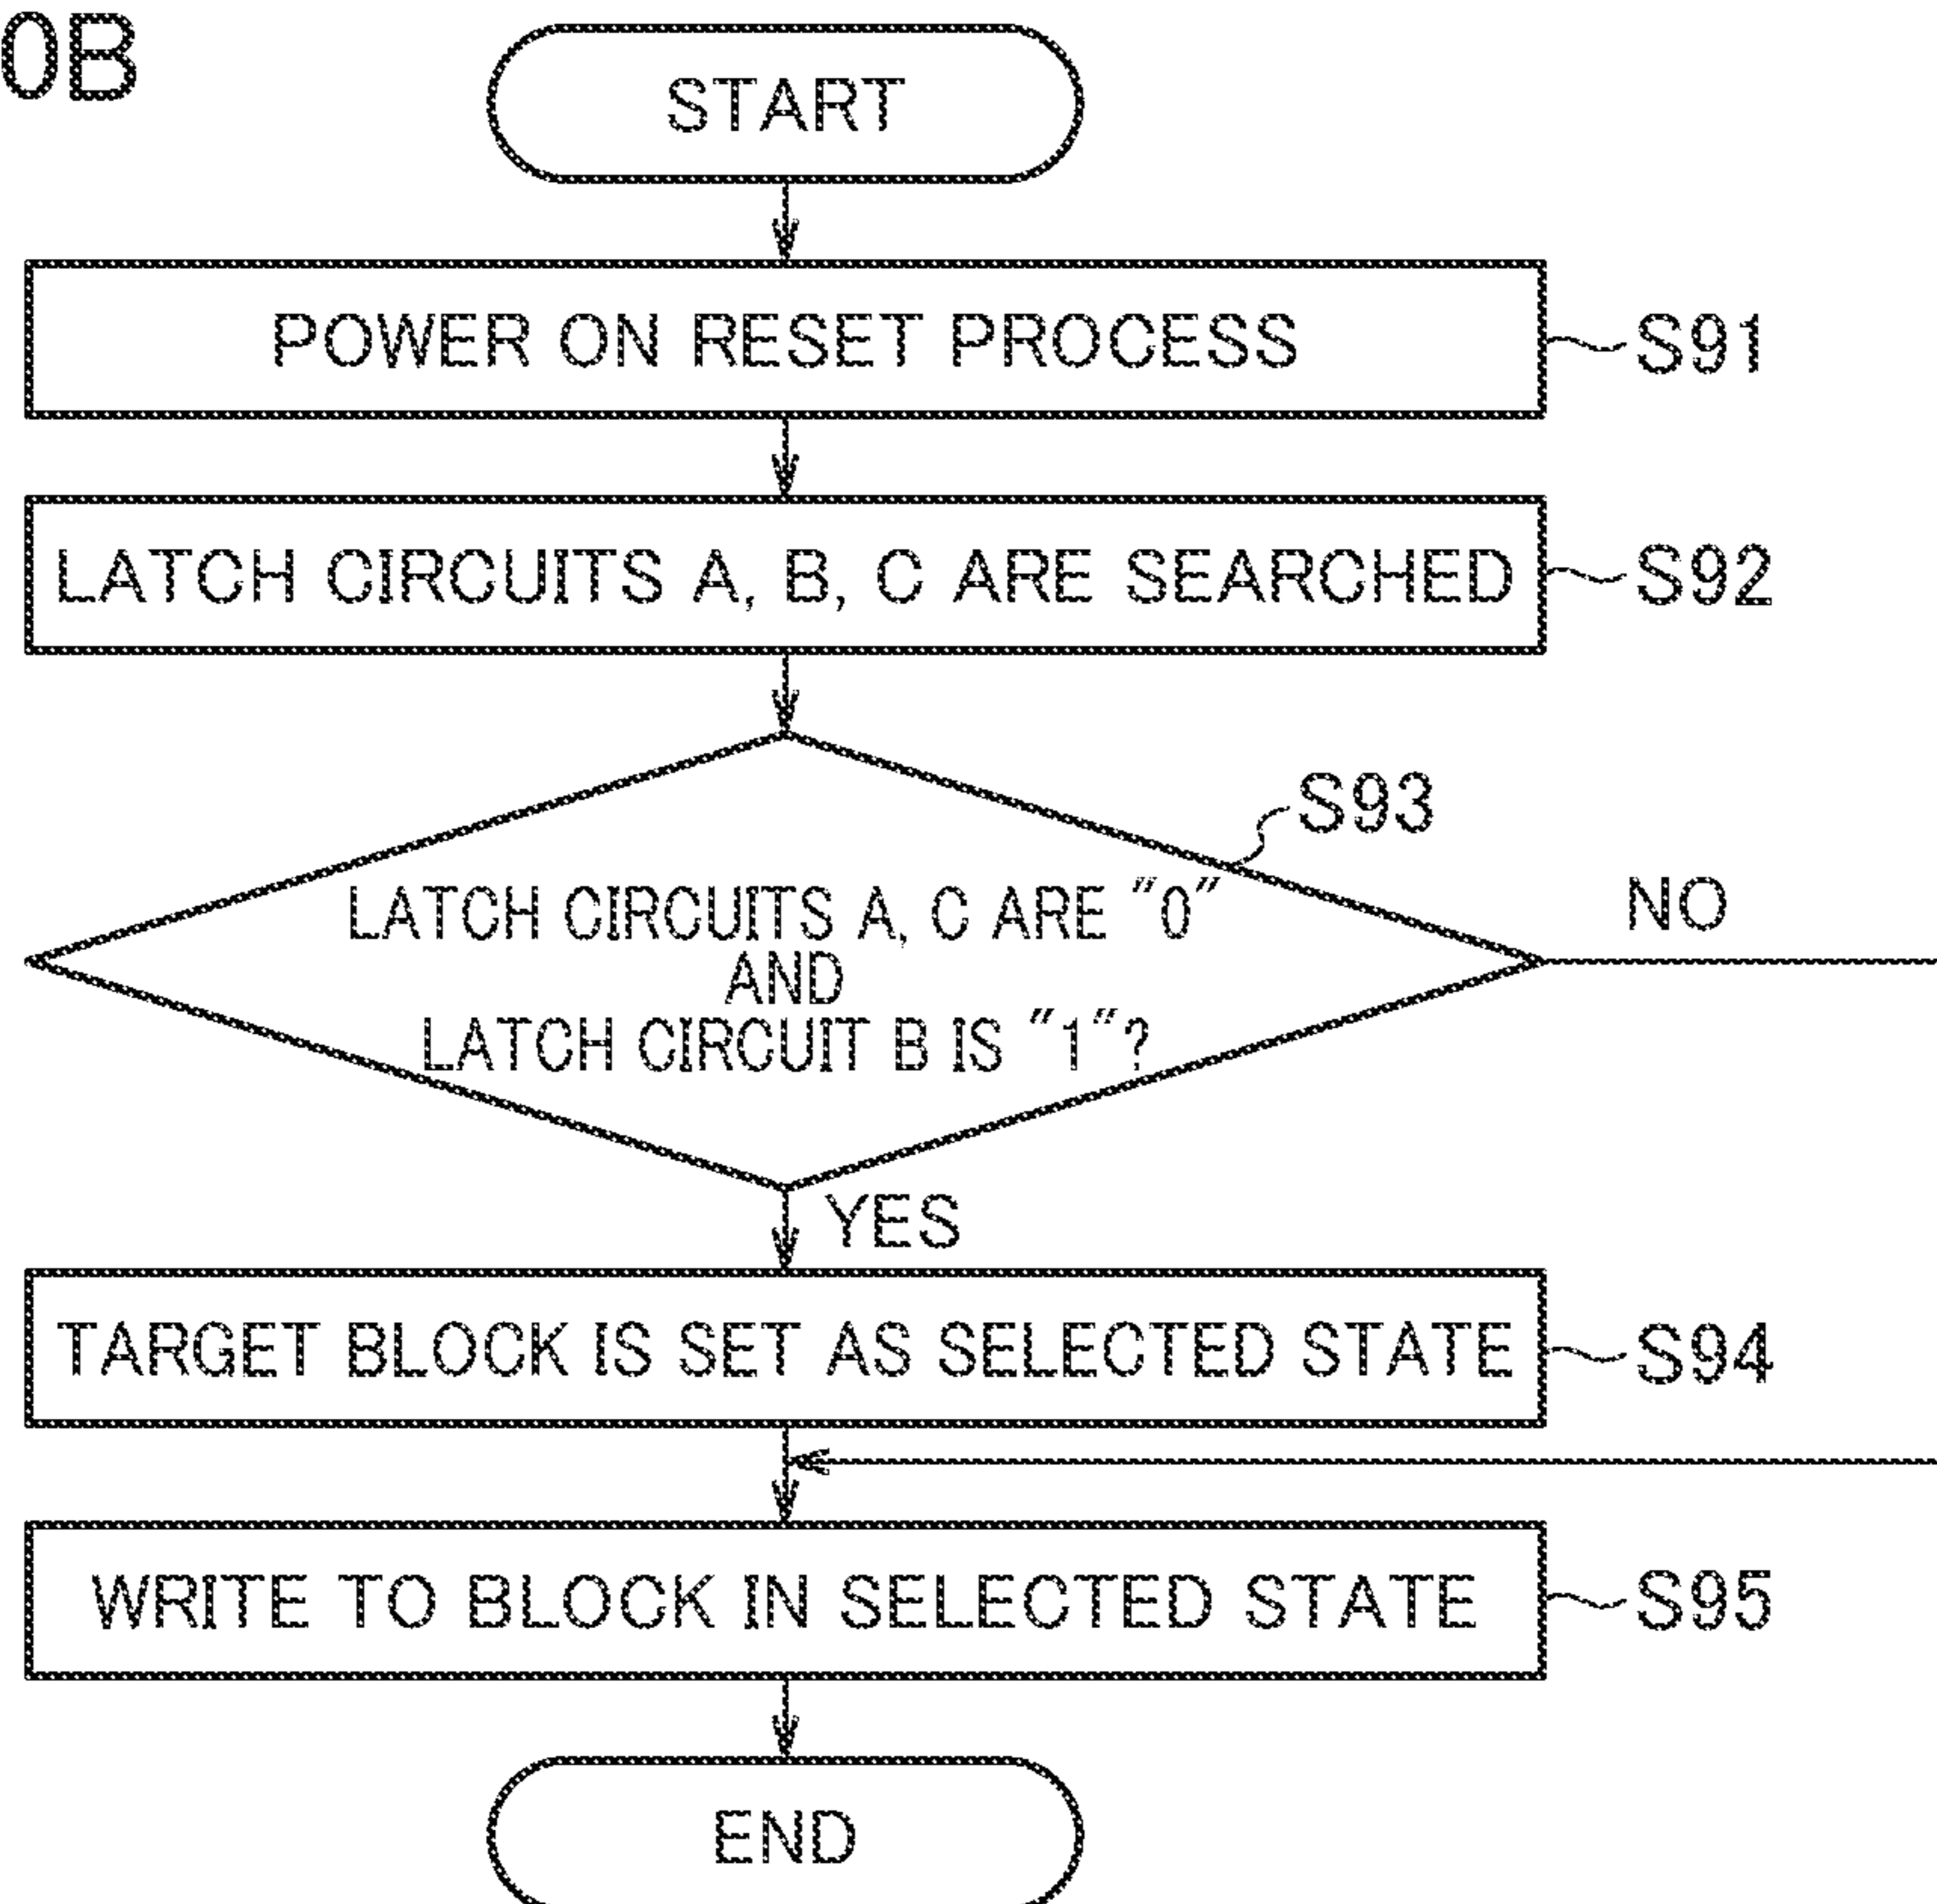 0B
START
POWER ON RESET PROCESS
S91
LATCH CIRCUITS A, B, C ARE SEARCHED
S92
S93
LATCH CIRCUITS A, C ARE "0"
AND
LATCH CIRCUIT B IS "1"?
NO
YES
TARGET BLOCK IS SET AS SELECTED STATE
S94
WRITE TO BLOCK IN SELECTED STATE
S95
END